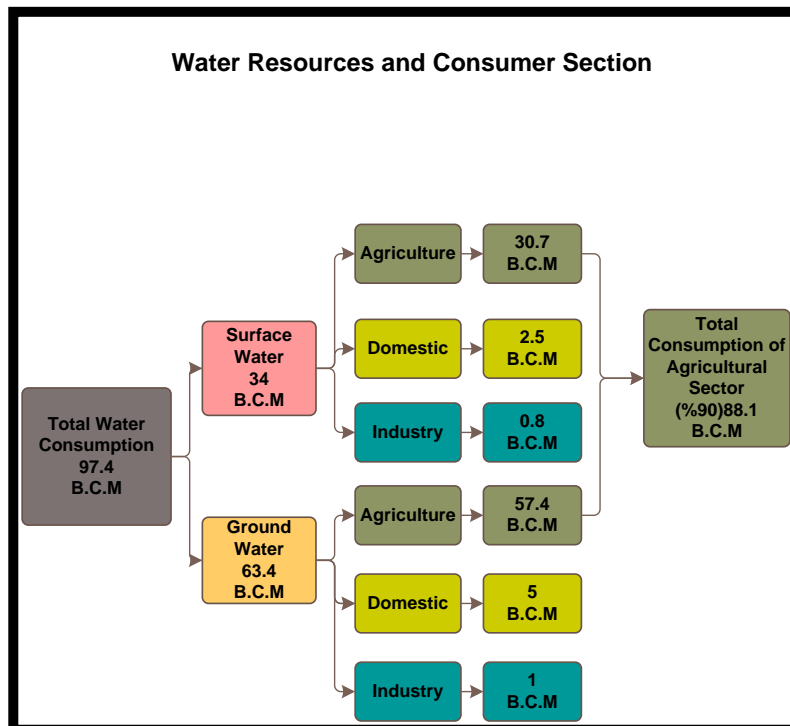 Water Resources and Consumer Section
Agriculture
30.7
B.C.M
Domestic
2.5
B.C.M
Industry
0.8
B.C.M
Surface
Water
34
B.C.M
Total
Consumption of
Agricultural
Sector
(%90)88.1
B.C.M
Total Water
Consumption
97.4
B.C.M
Agriculture
57.4
B.C.M
Ground
Water
63.4
B.C.M
Domestic
5
B.C.M
Industry
1
B.C.M